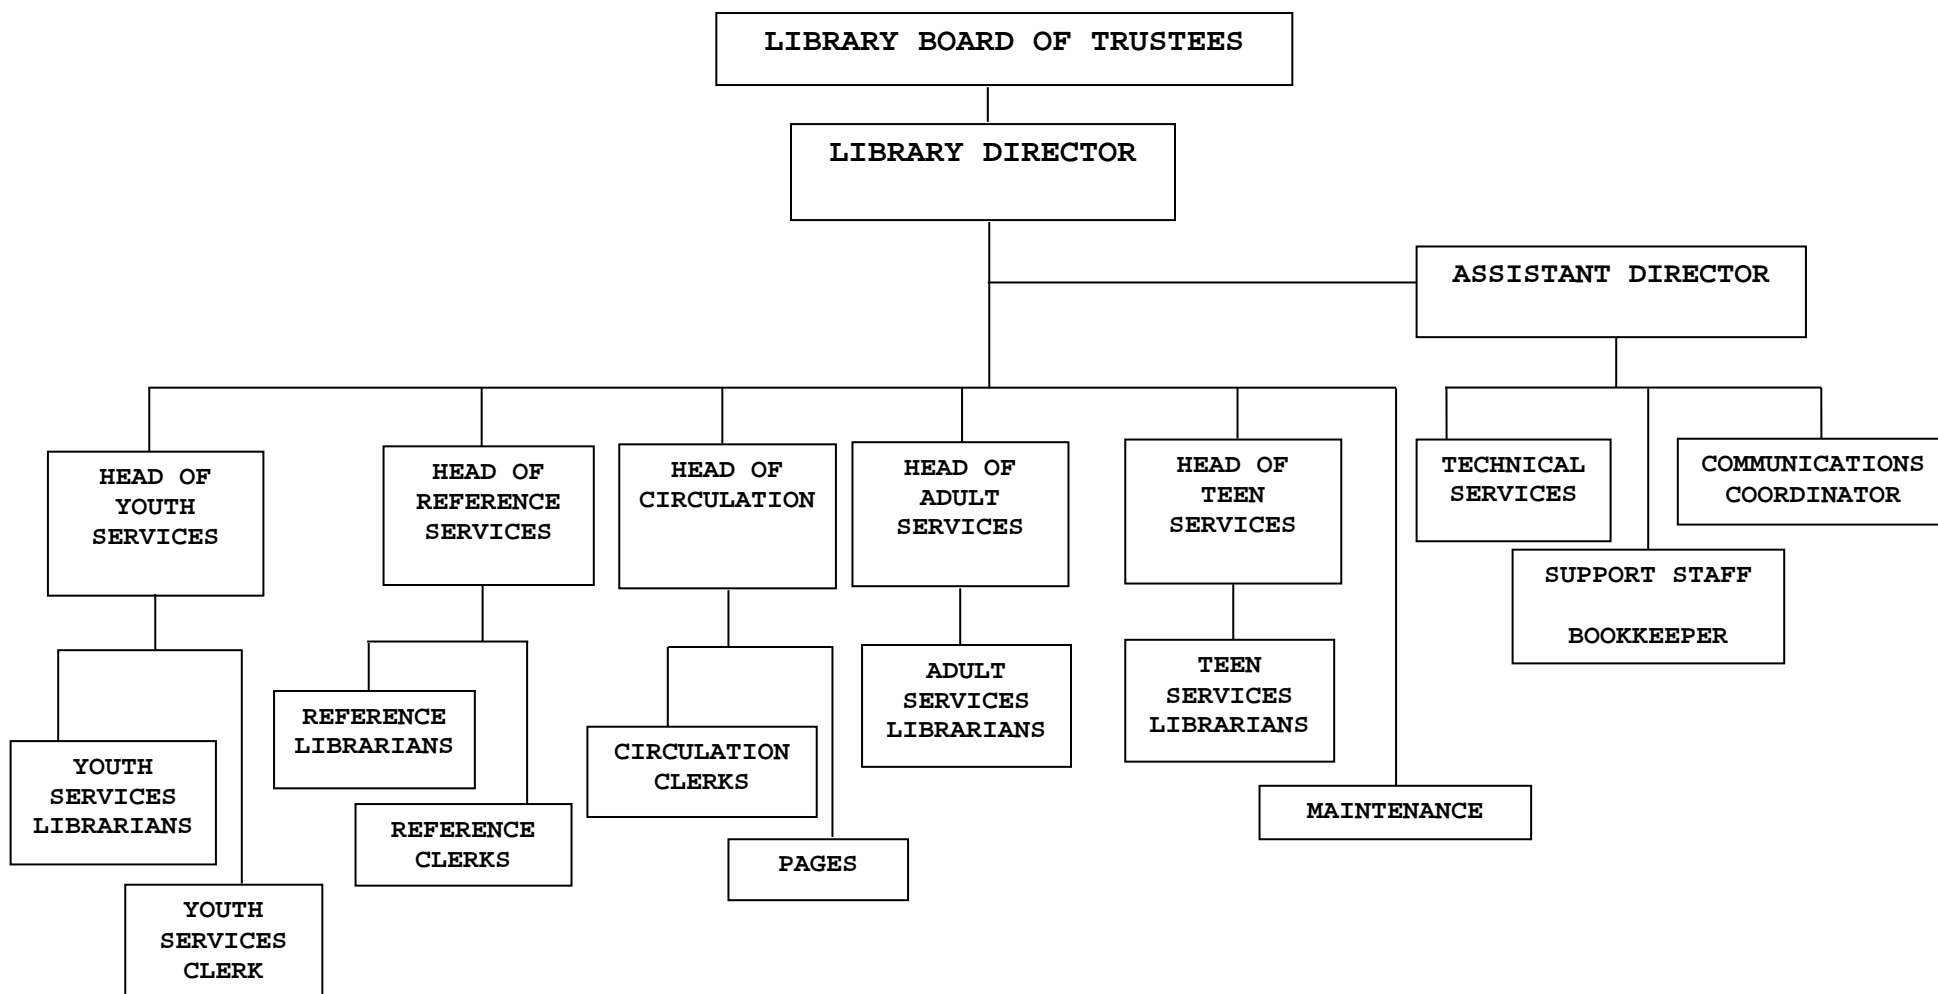 LIBRARY BOARD OF TRUSTEES
LIBRARY DIRECTOR
ASSISTANT DIRECTOR
HEAD OF
YOUTH
SERVICES
HEAD OF
REFERENCE
SERVICES
HEAD OF
CIRCULATION
HEAD OF
ADULT
SERVICES
HEAD OF
TEEN
SERVICES
TECHNICAL
SERVICES
COMMUNICATIONS
COORDINATOR
SUPPORT STAFF
BOOKKEEPER
YOUTH
SERVICES
LIBRARIANS
YOUTH
SERVICES
CLERK
REFERENCE
LIBRARIANS
REFERENCE
CLERKS
CIRCULATION
CLERKS
PAGES
ADULT
SERVICES
LIBRARIANS
TEEN
SERVICES
LIBRARIANS
MAINTENANCE